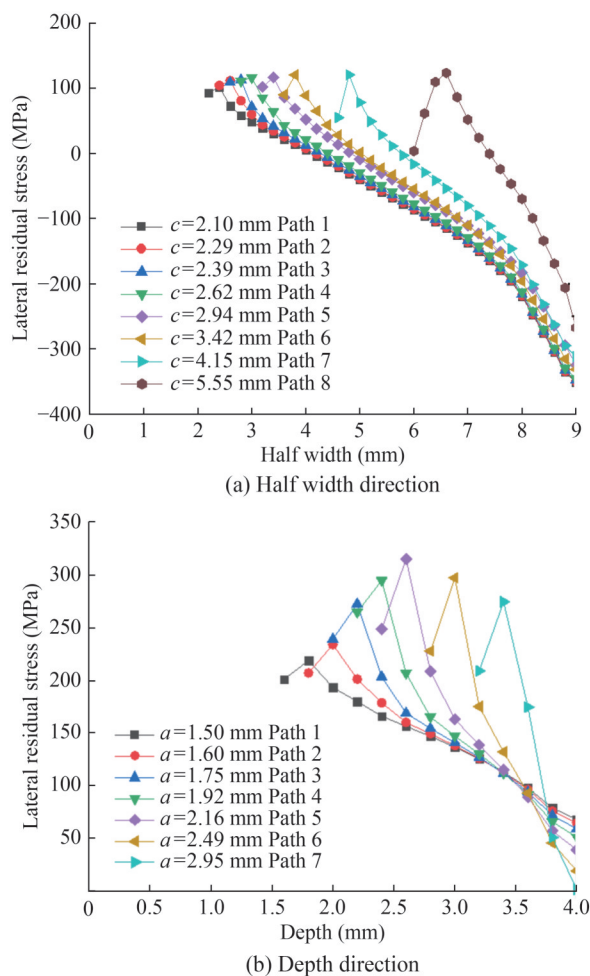 200
100
0
−100
−200
−300
−400
Lateral residual stress (MPa)
c=2.10 mm Path 1
c=2.29 mm Path 2
c=2.39 mm Path 3
c=2.62 mm Path 4
c=2.94 mm Path 5
c=3.42 mm Path 6
c=4.15 mm Path 7
c=5.55 mm Path 8
0 1 2 3 4 5 6 7 8 9
Half width (mm)
(a) Half width direction
350
300
250
200
150
100
50
Lateral residual stress (MPa)
a=1.50 mm Path 1
a=1.60 mm Path 2
a=1.75 mm Path 3
a=1.92 mm Path 4
a=2.16 mm Path 5
a=2.49 mm Path 6
a=2.95 mm Path 7
0 0.5 1.0 1.5 2.0 2.5 3.0 3.5 4.0
Depth (mm)
(b) Depth direction